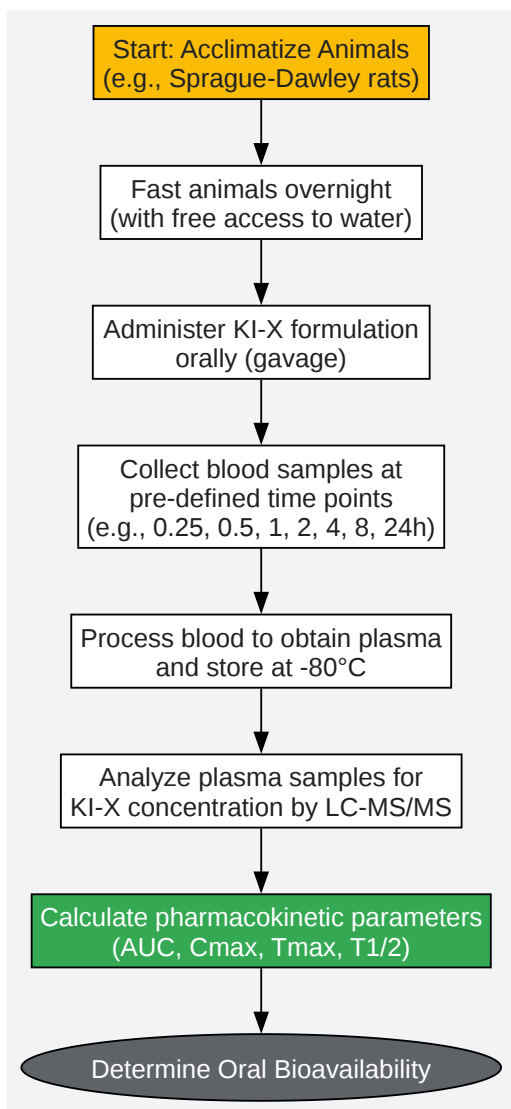 Start: Acclimatize Animals
(e.g., Sprague-Dawley rats)
Fast animals overnight
(with free access to water)
Administer KI-X formulation
orally (gavage)
Collect blood samples at
pre-defined time points
(e.g., 0.25, 0.5, 1, 2, 4, 8, 24h)
Process blood to obtain plasma
and store at -80°C
Analyze plasma samples for
KI-X concentration by LC-MS/MS
Calculate pharmacokinetic parameters
(AUC, Cmax, Tmax, T1/2)
Determine Oral Bioavailability